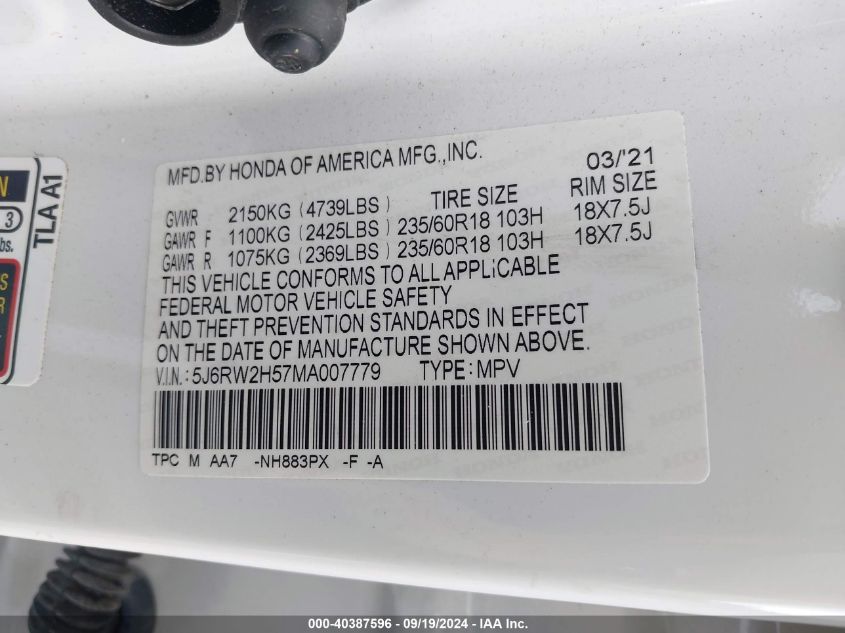 MFD.BY HONDA OF AMERICA MFG.,INC. 03/'21
GVWR 2150KG (4739LBS) TIRE SIZE RIM SIZE
GAWR F 1100KG (2425LBS) 235/60R18 103H 18X7.5J
GAWR R 1075KG (2369LBS) 235/60R18 103H 18X7.5J
THIS VEHICLE CONFORMS TO ALL APPLICABLE
FEDERAL MOTOR VEHICLE SAFETY
AND THEFT PREVENTION STANDARDS IN EFFECT
ON THE DATE OF MANUFACTURE SHOWN ABOVE.
V.I.N.: 5J6RW2H57MA007779 TYPE: MPV
TPC M AA7 -NH883PX -F -A
TLA A1
3
bs.
000-40387596 - 09/19/2024 - IAA Inc.